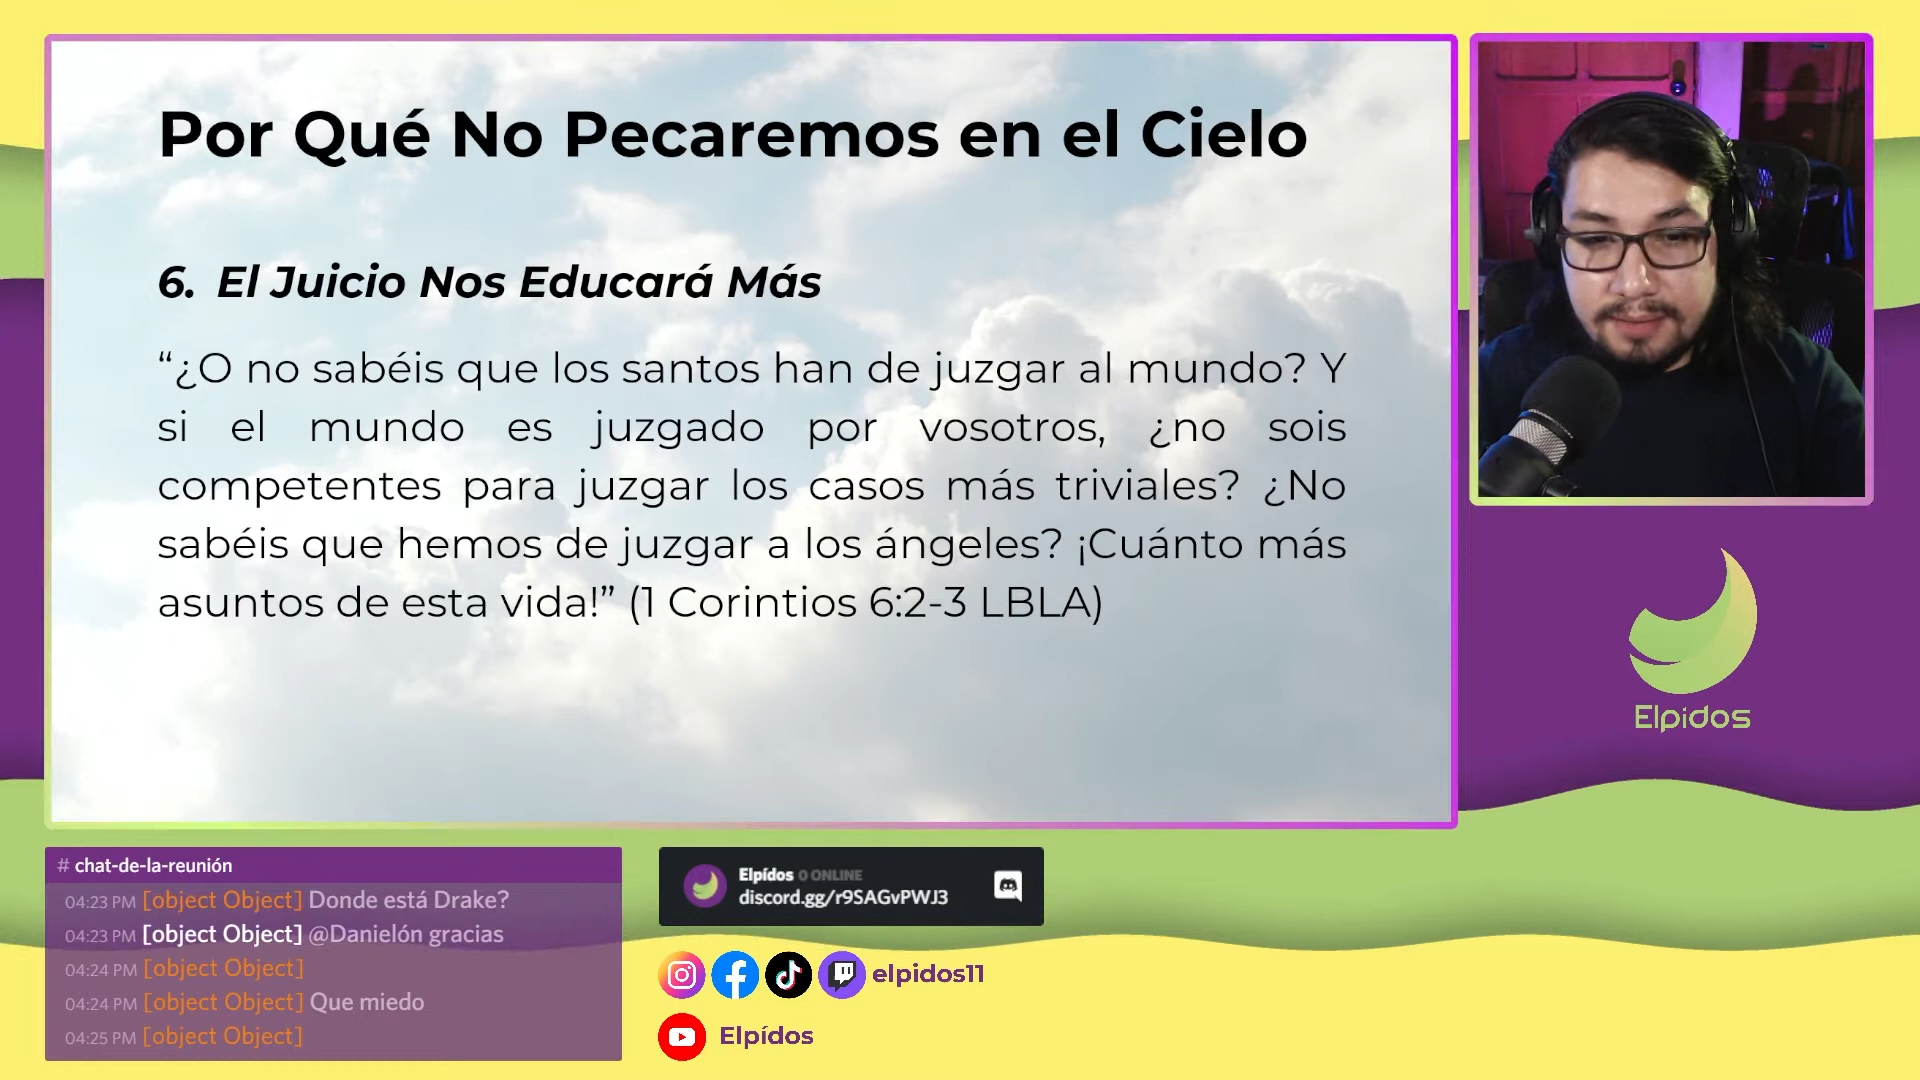 Por Qué No Pecaremos en el Cielo
6. El Juicio Nos Educará Más
“¿O no sabéis que los santos han de juzgar al mundo? Y
si el mundo es juzgado por vosotros, ¿no sois
competentes para juzgar los casos más triviales? ¿No
sabéis que hemos de juzgar a los ángeles? ¡Cuánto más
asuntos de esta vida!” (1 Corintios 6:2-3 LBLA)
Elpidos
# chat-de-la-reunión
04:23 PM [object Object] Donde está Drake?
04:23 PM [object Object] @Danielón gracias
04:24 PM [object Object]
04:24 PM [object Object] Que miedo
04:25 PM [object Object]
Elpídos 0 ONLINE
discord.gg/r9SAGvPWJ3
elpidos11
Elpídos